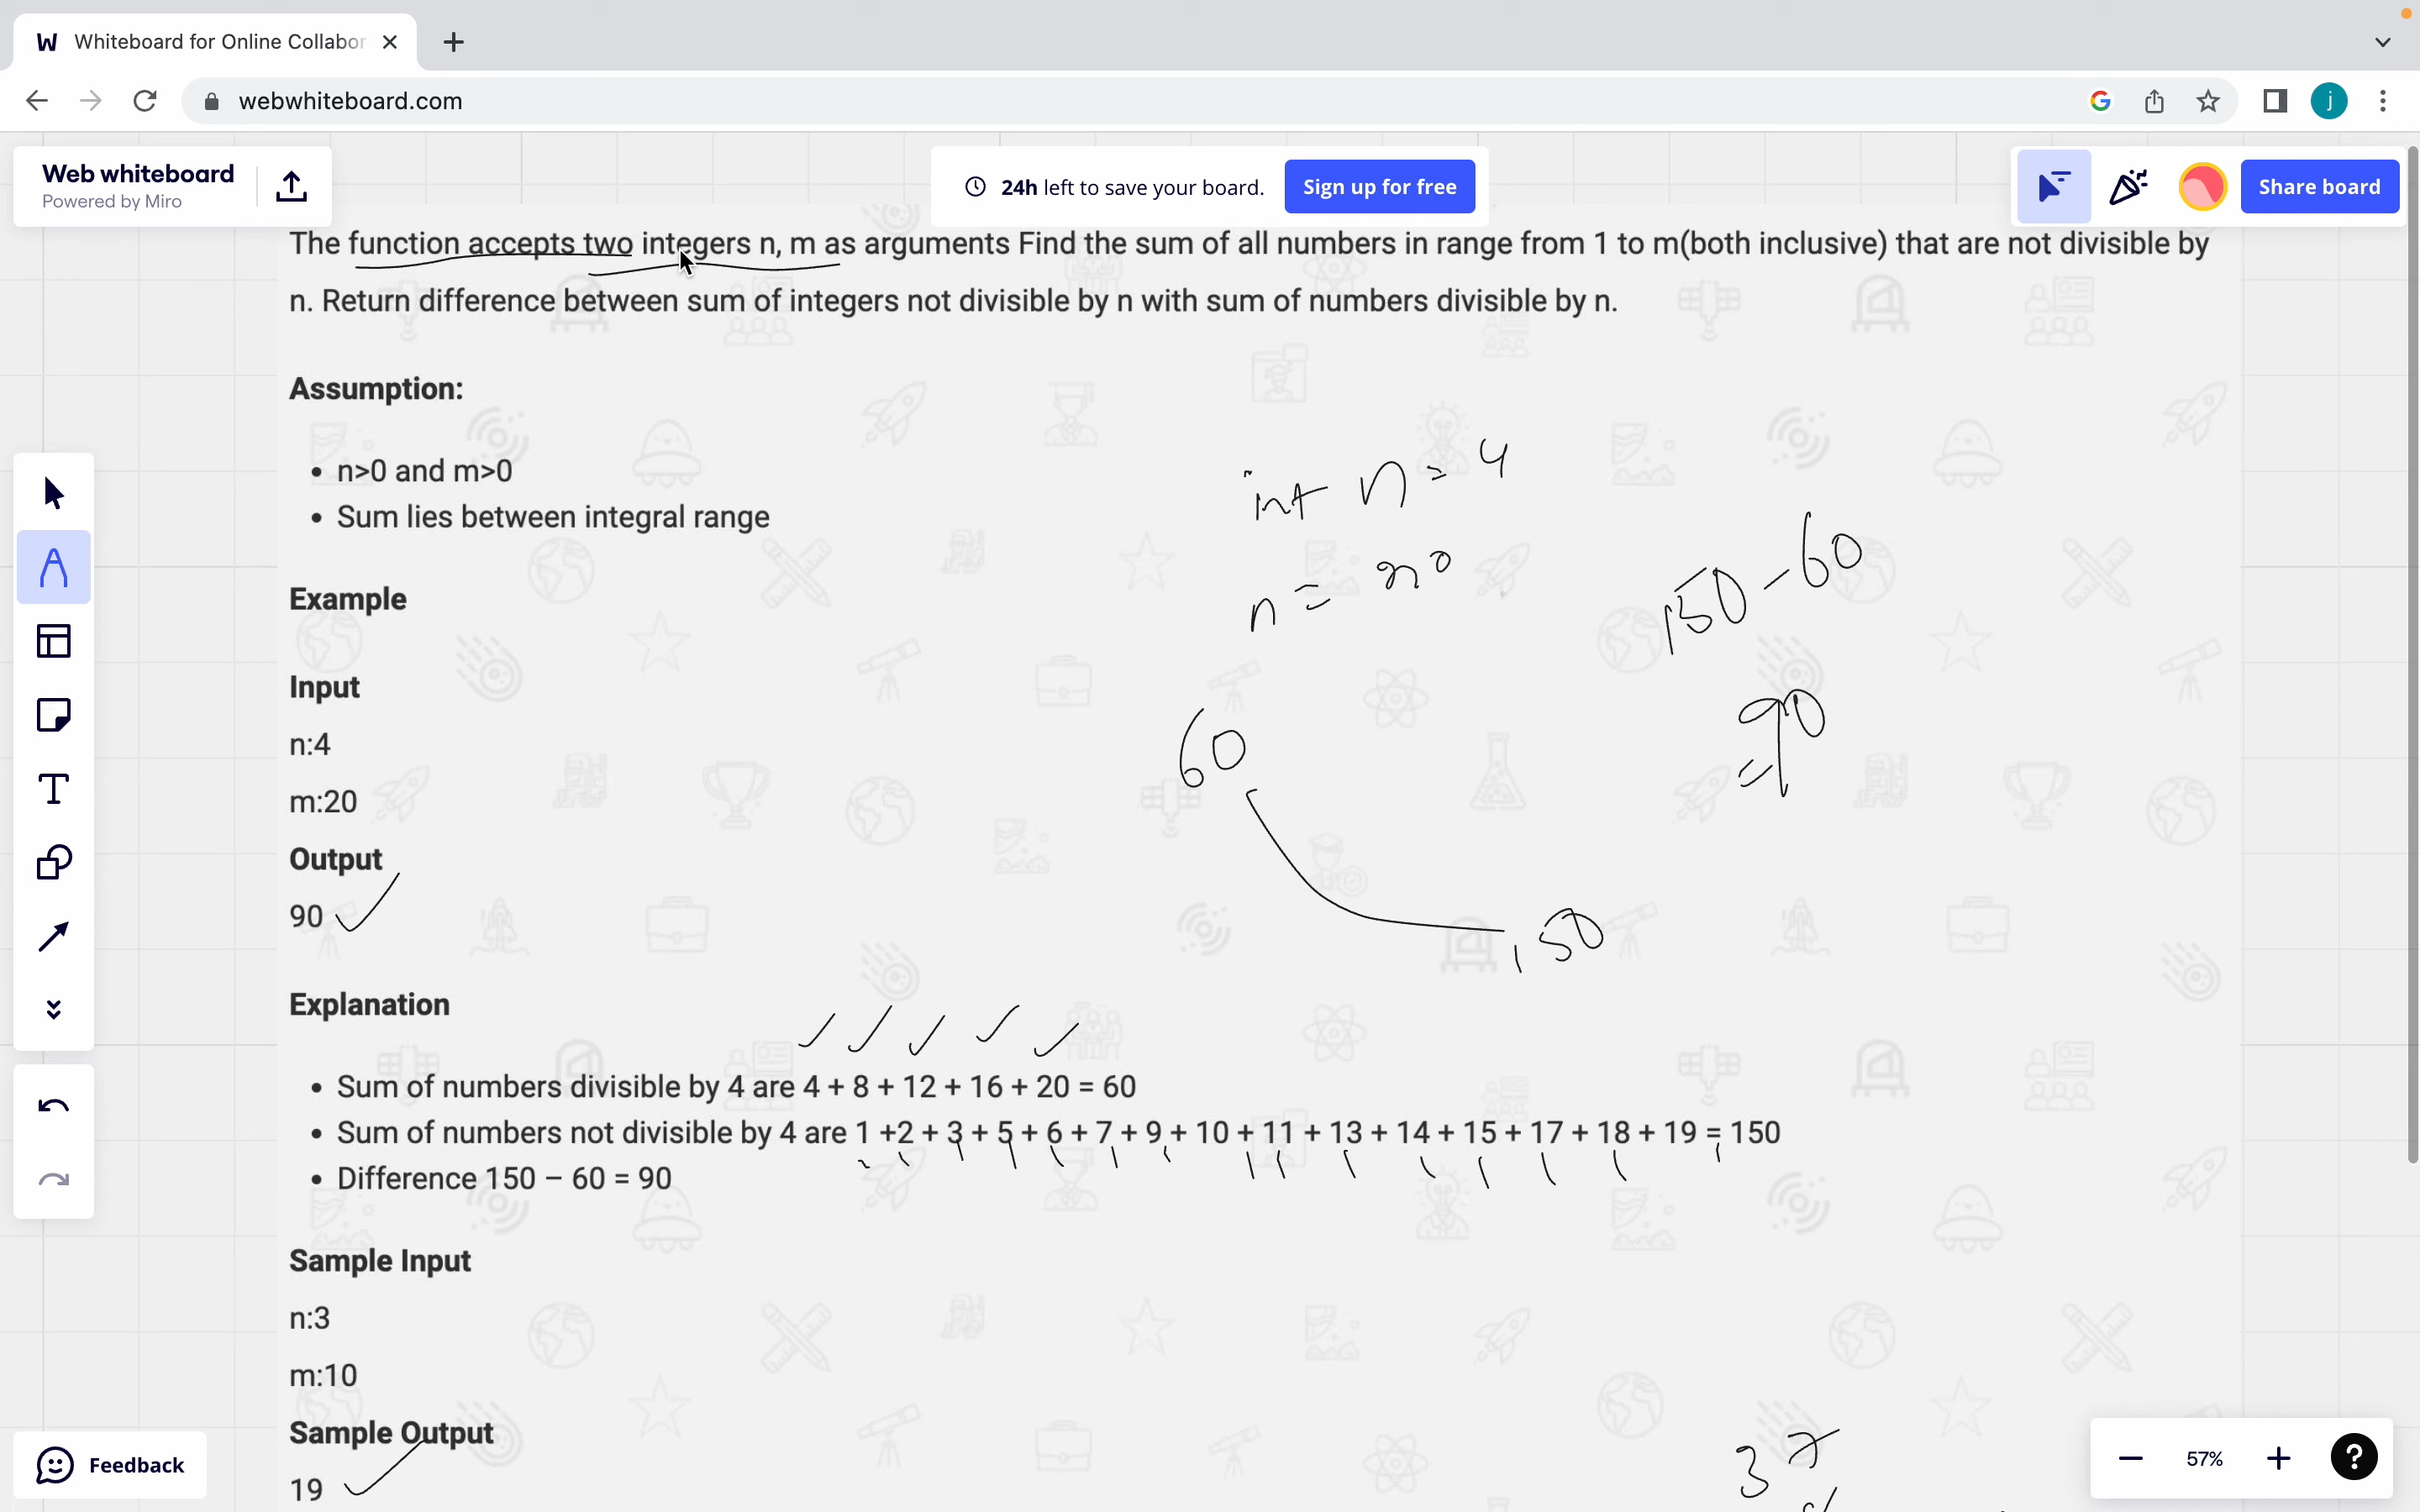 Whiteboard for Online Collabor
webwhiteboard.com
j
Web whiteboard
Powered by Miro
24h left to save your board.
Sign up for free
Share board
The function accepts two integers n, m as arguments Find the sum of all numbers in range from 1 to m(both inclusive) that are not divisible by
n. Return difference between sum of integers not divisible by n with sum of numbers divisible by n.
Assumption:
• n>0 and m>0
• Sum lies between integral range
int n = 4
150 - 60
= 90
60
150
Example
Input
n:4
m:20
Output
90
Explanation
• Sum of numbers divisible by 4 are 4 + 8 + 12 + 16 + 20 = 60
• Sum of numbers not divisible by 4 are 1 +2 + 3 + 5 + 6 + 7 + 9 + 10 + 11 + 13 + 14 + 15 + 17 + 18 + 19 = 150
• Difference 150 – 60 = 90
Sample Input
n:3
m:10
Sample Output
19
37
Feedback
57%